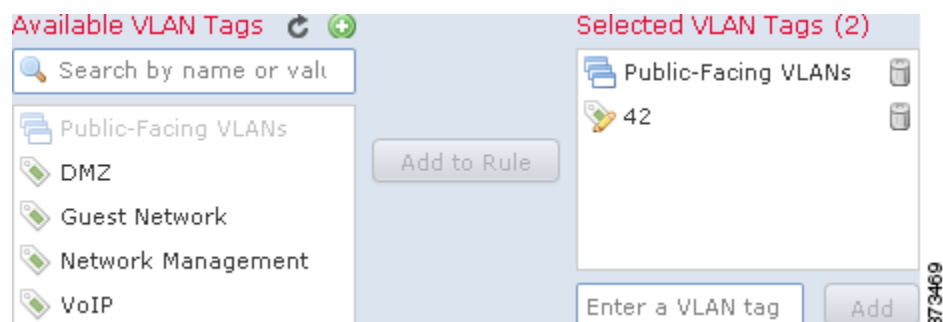 Available VLAN Tags
Search by name or valu
Public-Facing VLANs
DMZ
Guest Network
Network Management
VoIP
Add to Rule
Selected VLAN Tags (2)
Public-Facing VLANs
42
Enter a VLAN tag
Add
373469